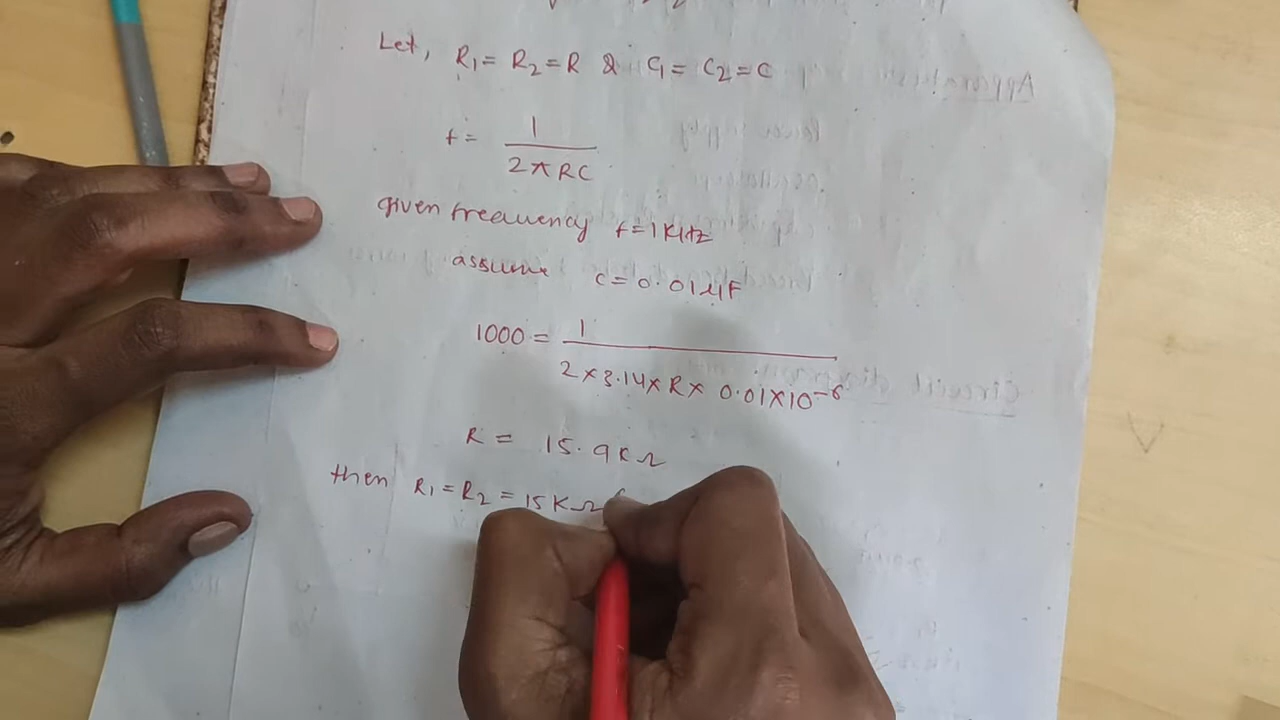 Let, R1 = R2 = R & C1 = C2 = C
f = 1 / 2πRC
given frequency f=1KHz
assume C=0.01μF
1000 = 1 / 2×3.14×R× 0.01×10⁻⁶
R = 15.9KΩ
then R1 = R2 = 15KΩ